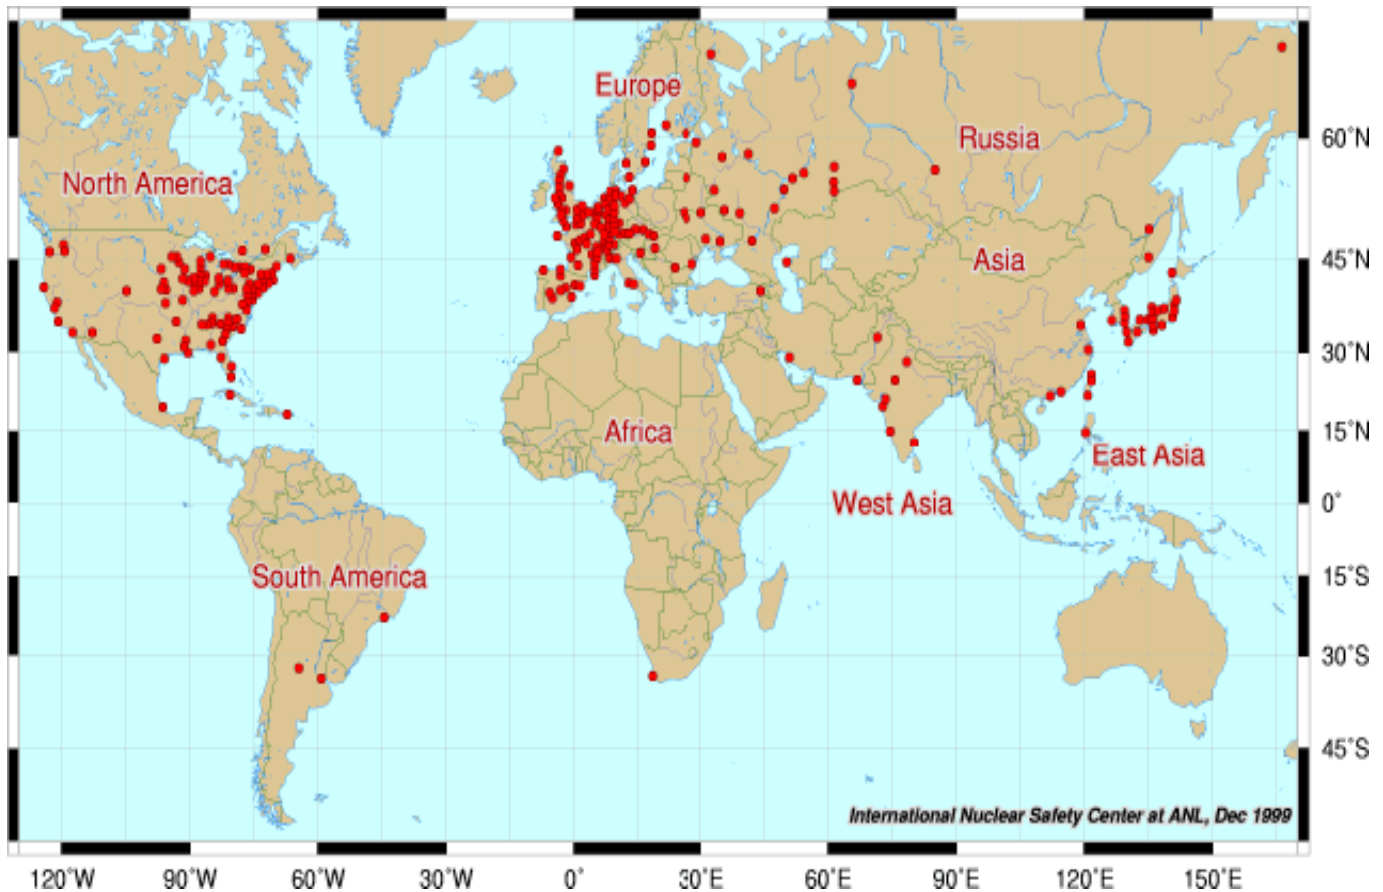 Europe
Russia
60°N
North America
Asia
45°N
30°N
Africa
15°N
East Asia
West Asia
0°
South America
15°S
30°S
45°S
International Nuclear Safety Center at ANL, Dec 1999
120°W 90°W 60°W 30°W 0° 30°E 60°E 90°E 120°E 150°E